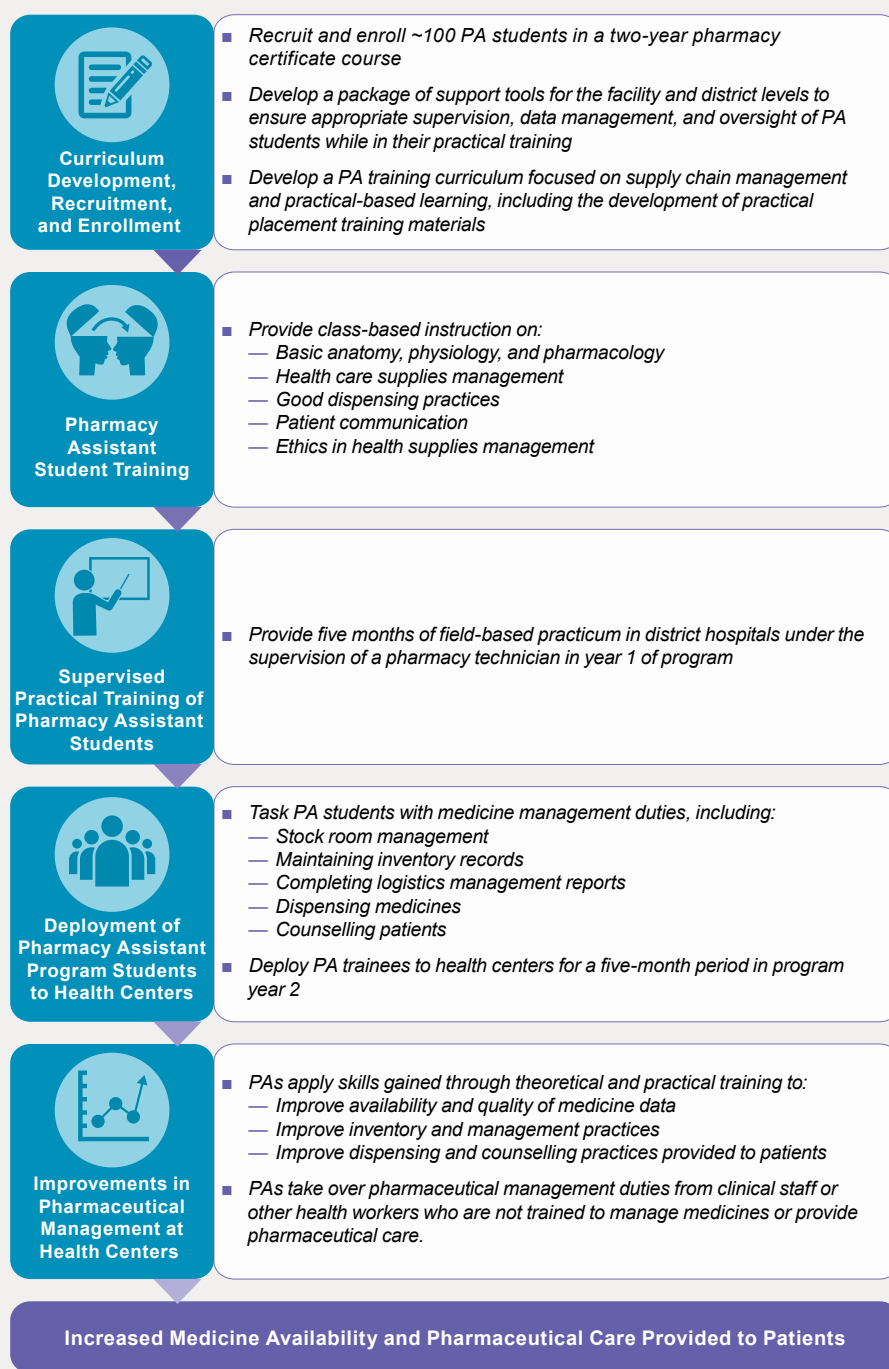 Curriculum
Development,
Recruitment,
and Enrollment
■ Recruit and enroll ~100 PA students in a two-year pharmacy
certificate course
■ Develop a package of support tools for the facility and district levels to
ensure appropriate supervision, data management, and oversight of PA
students while in their practical training
■ Develop a PA training curriculum focused on supply chain management
and practical-based learning, including the development of practical
placement training materials
Pharmacy
Assistant
Student Training
■ Provide class-based instruction on:
— Basic anatomy, physiology, and pharmacology
— Health care supplies management
— Good dispensing practices
— Patient communication
— Ethics in health supplies management
Supervised
Practical Training of
Pharmacy Assistant
Students
■ Provide five months of field-based practicum in district hospitals under the
supervision of a pharmacy technician in year 1 of program
Deployment of
Pharmacy Assistant
Program Students
to Health Centers
■ Task PA students with medicine management duties, including:
— Stock room management
— Maintaining inventory records
— Completing logistics management reports
— Dispensing medicines
— Counselling patients
■ Deploy PA trainees to health centers for a five-month period in program
year 2
Improvements in
Pharmaceutical
Management at
Health Centers
■ PAs apply skills gained through theoretical and practical training to:
— Improve availability and quality of medicine data
— Improve inventory and management practices
— Improve dispensing and counselling practices provided to patients
■ PAs take over pharmaceutical management duties from clinical staff or
other health workers who are not trained to manage medicines or provide
pharmaceutical care.
Increased Medicine Availability and Pharmaceutical Care Provided to Patients